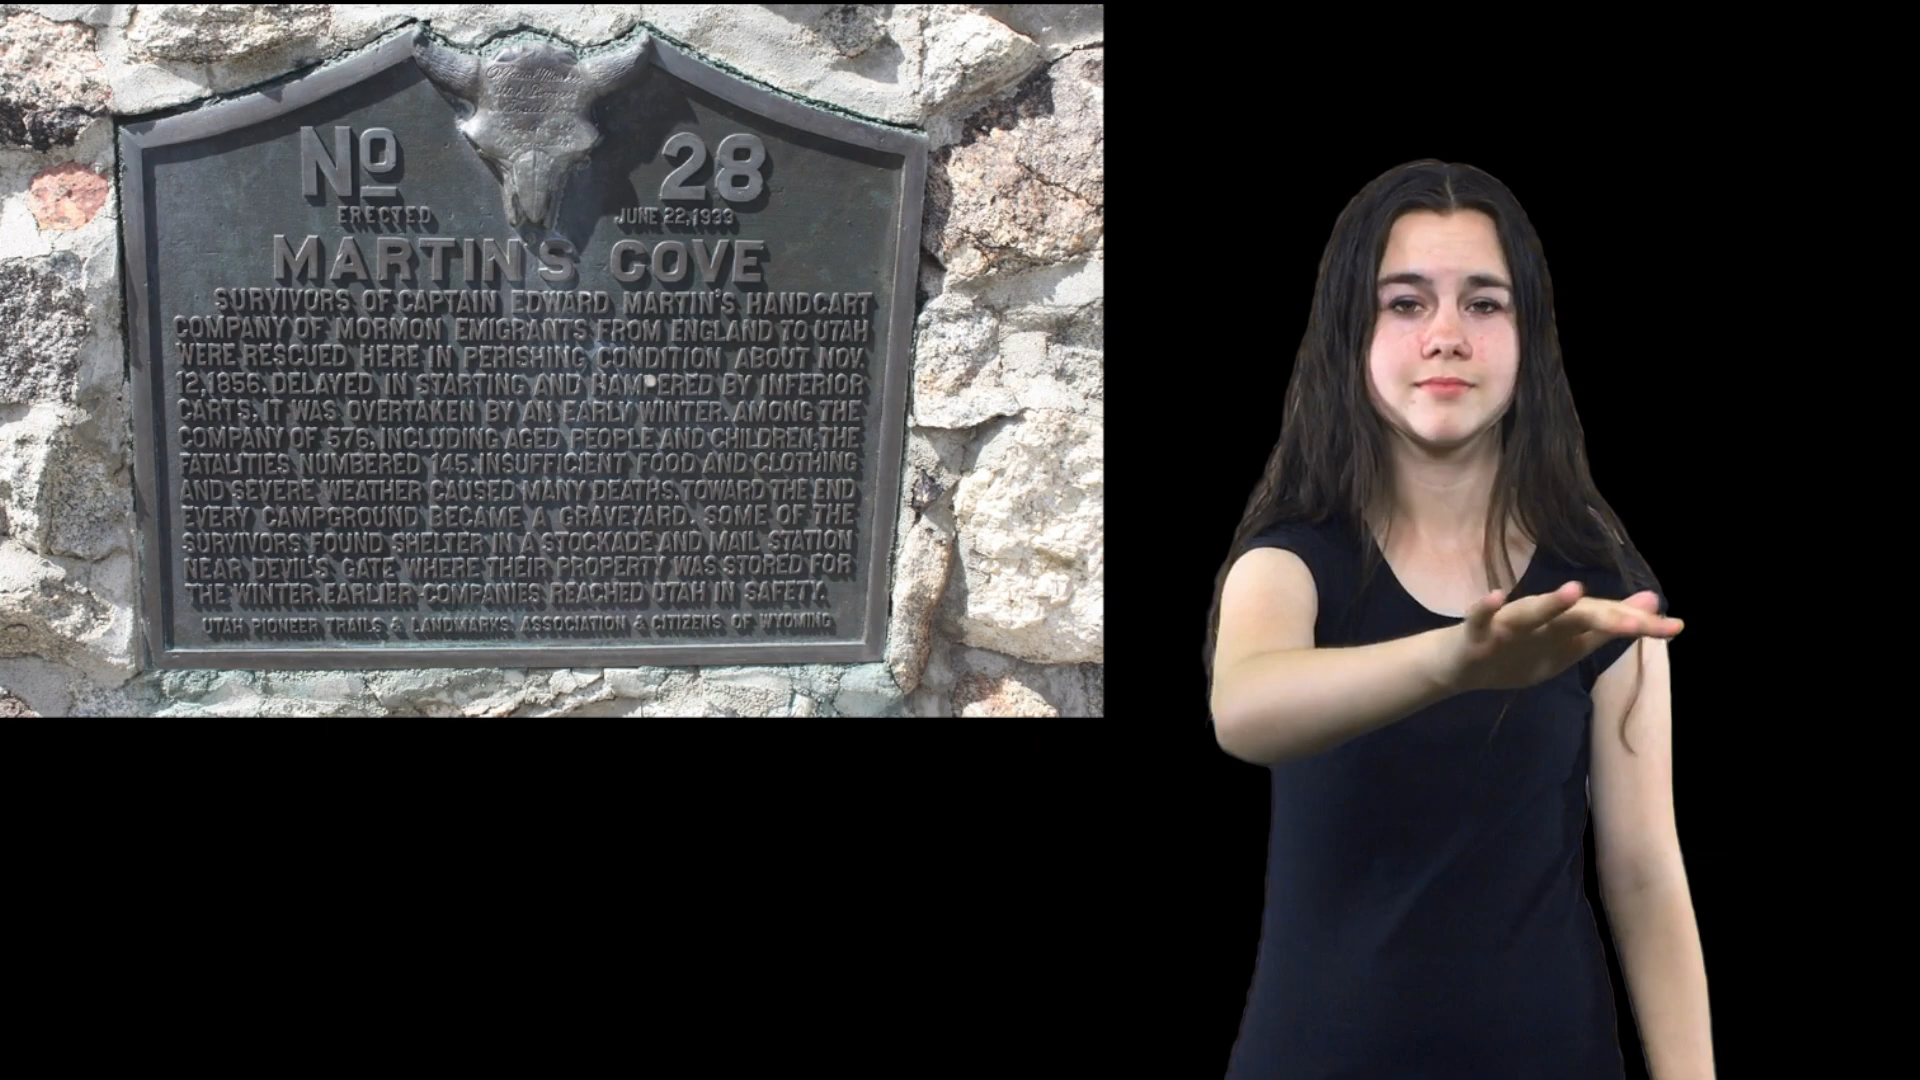 Official Marker
Utah Pioneer
Trails
No 28
ERECTED JUNE 22, 1933
MARTIN'S COVE
SURVIVORS OF CAPTAIN EDWARD MARTIN'S HANDCART
COMPANY OF MORMON EMIGRANTS FROM ENGLAND TO UTAH
WERE RESCUED HERE IN PERISHING CONDITION ABOUT NOV.
12, 1856. DELAYED IN STARTING AND HAMPERED BY INFERIOR
CARTS, IT WAS OVERTAKEN BY AN EARLY WINTER. AMONG THE
COMPANY OF 576, INCLUDING AGED PEOPLE AND CHILDREN, THE
FATALITIES NUMBERED 145. INSUFFICIENT FOOD AND CLOTHING
AND SEVERE WEATHER CAUSED MANY DEATHS. TOWARD THE END
EVERY CAMPGROUND BECAME A GRAVEYARD. SOME OF THE
SURVIVORS FOUND SHELTER IN A STOCKADE AND MAIL STATION
NEAR DEVIL'S GATE WHERE THEIR PROPERTY WAS STORED FOR
THE WINTER. EARLIER COMPANIES REACHED UTAH IN SAFETY.
UTAH PIONEER TRAILS & LANDMARKS ASSOCIATION & CITIZENS OF WYOMING